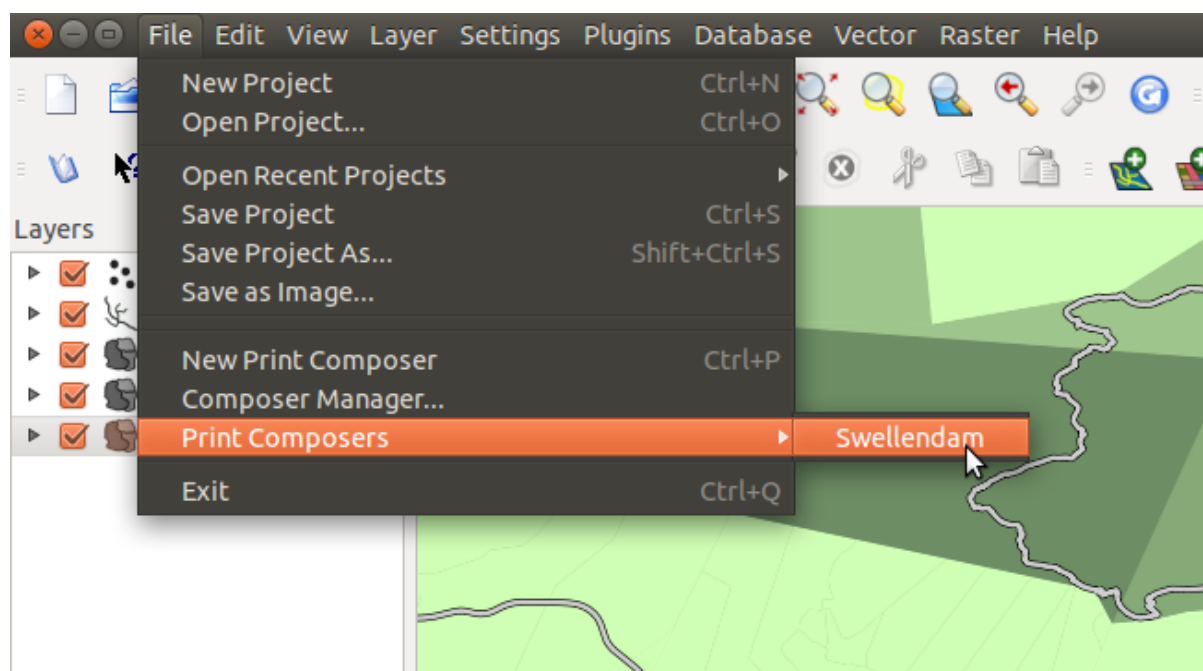 File Edit View Layer Settings Plugins Database Vector Raster Help
New Project Ctrl+N
Open Project... Ctrl+O
Open Recent Projects
Save Project Ctrl+S
Save Project As... Shift+Ctrl+S
Save as Image...
New Print Composer Ctrl+P
Composer Manager...
Print Composers Swellendam
Exit Ctrl+Q
Layers